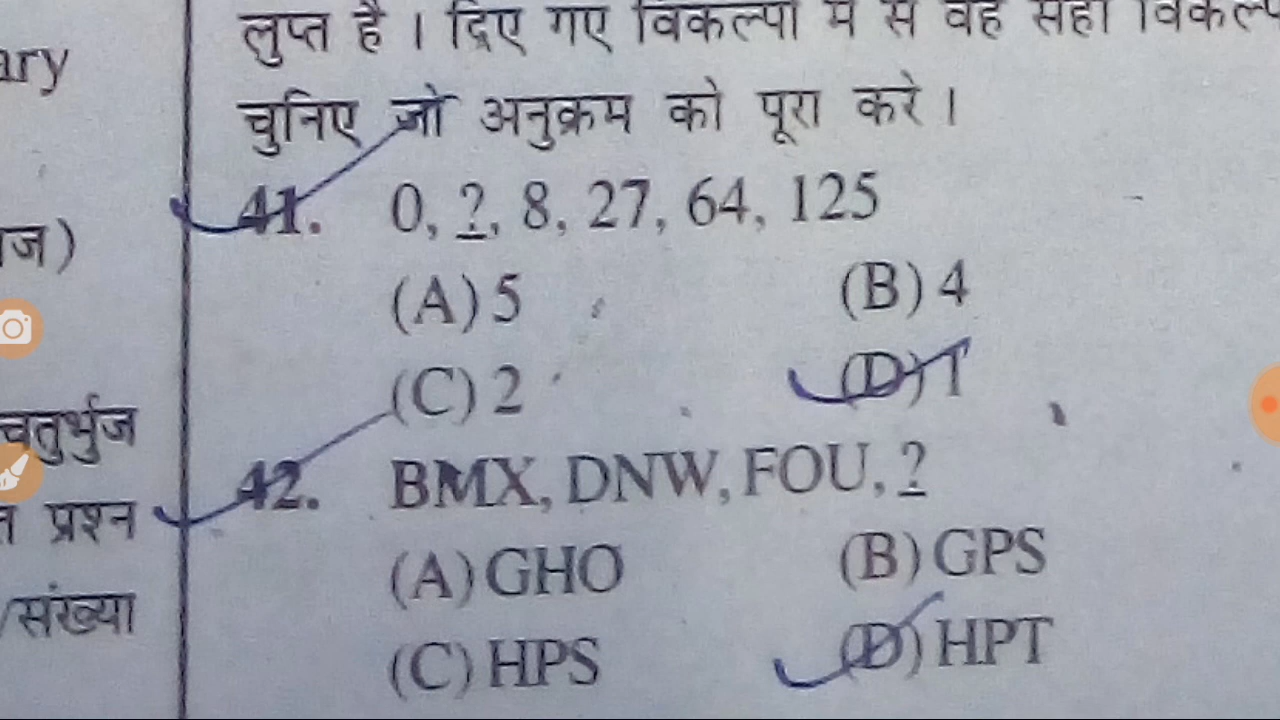 ary
लुप्त है । दिए गए विकल्पों में से वह सही विकल्प
चुनिए जो अनुक्रम को पूरा करे ।
41. 0, ?, 8, 27, 64, 125
जि)
(A) 5 (B) 4
(C) 2 (D) 1
चतुर्भुज
42. BMX, DNW, FOU, ?
प्रश्न
(A) GHO (B) GPS
/संख्या
(C) HPS (D) HPT